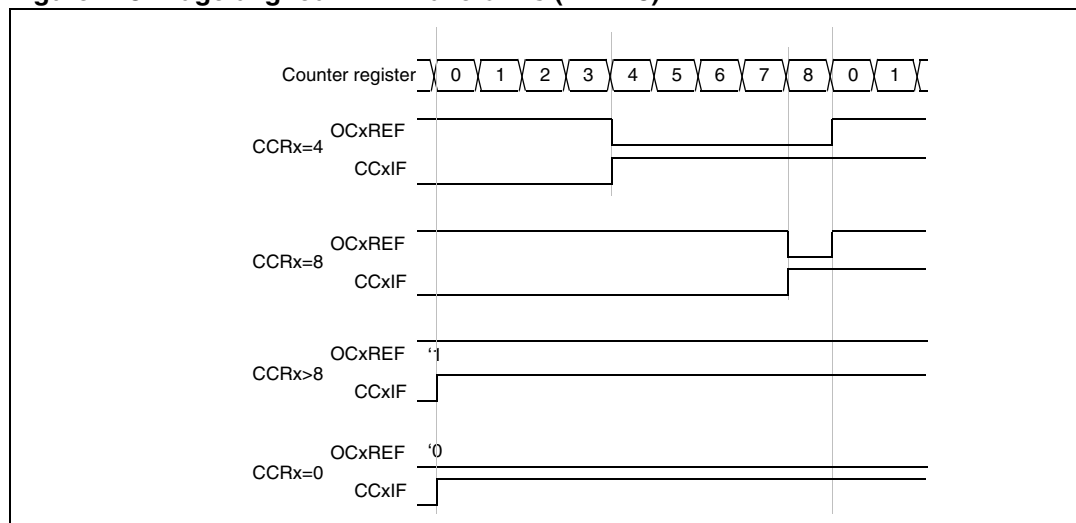 Counter register 0 1 2 3 4 5 6 7 8 0 1
OCxREF
CCRx=4
CCxIF
OCxREF
CCRx=8
CCxIF
OCxREF ‘1
CCRx>8
CCxIF
OCxREF ‘0
CCRx=0
CCxIF